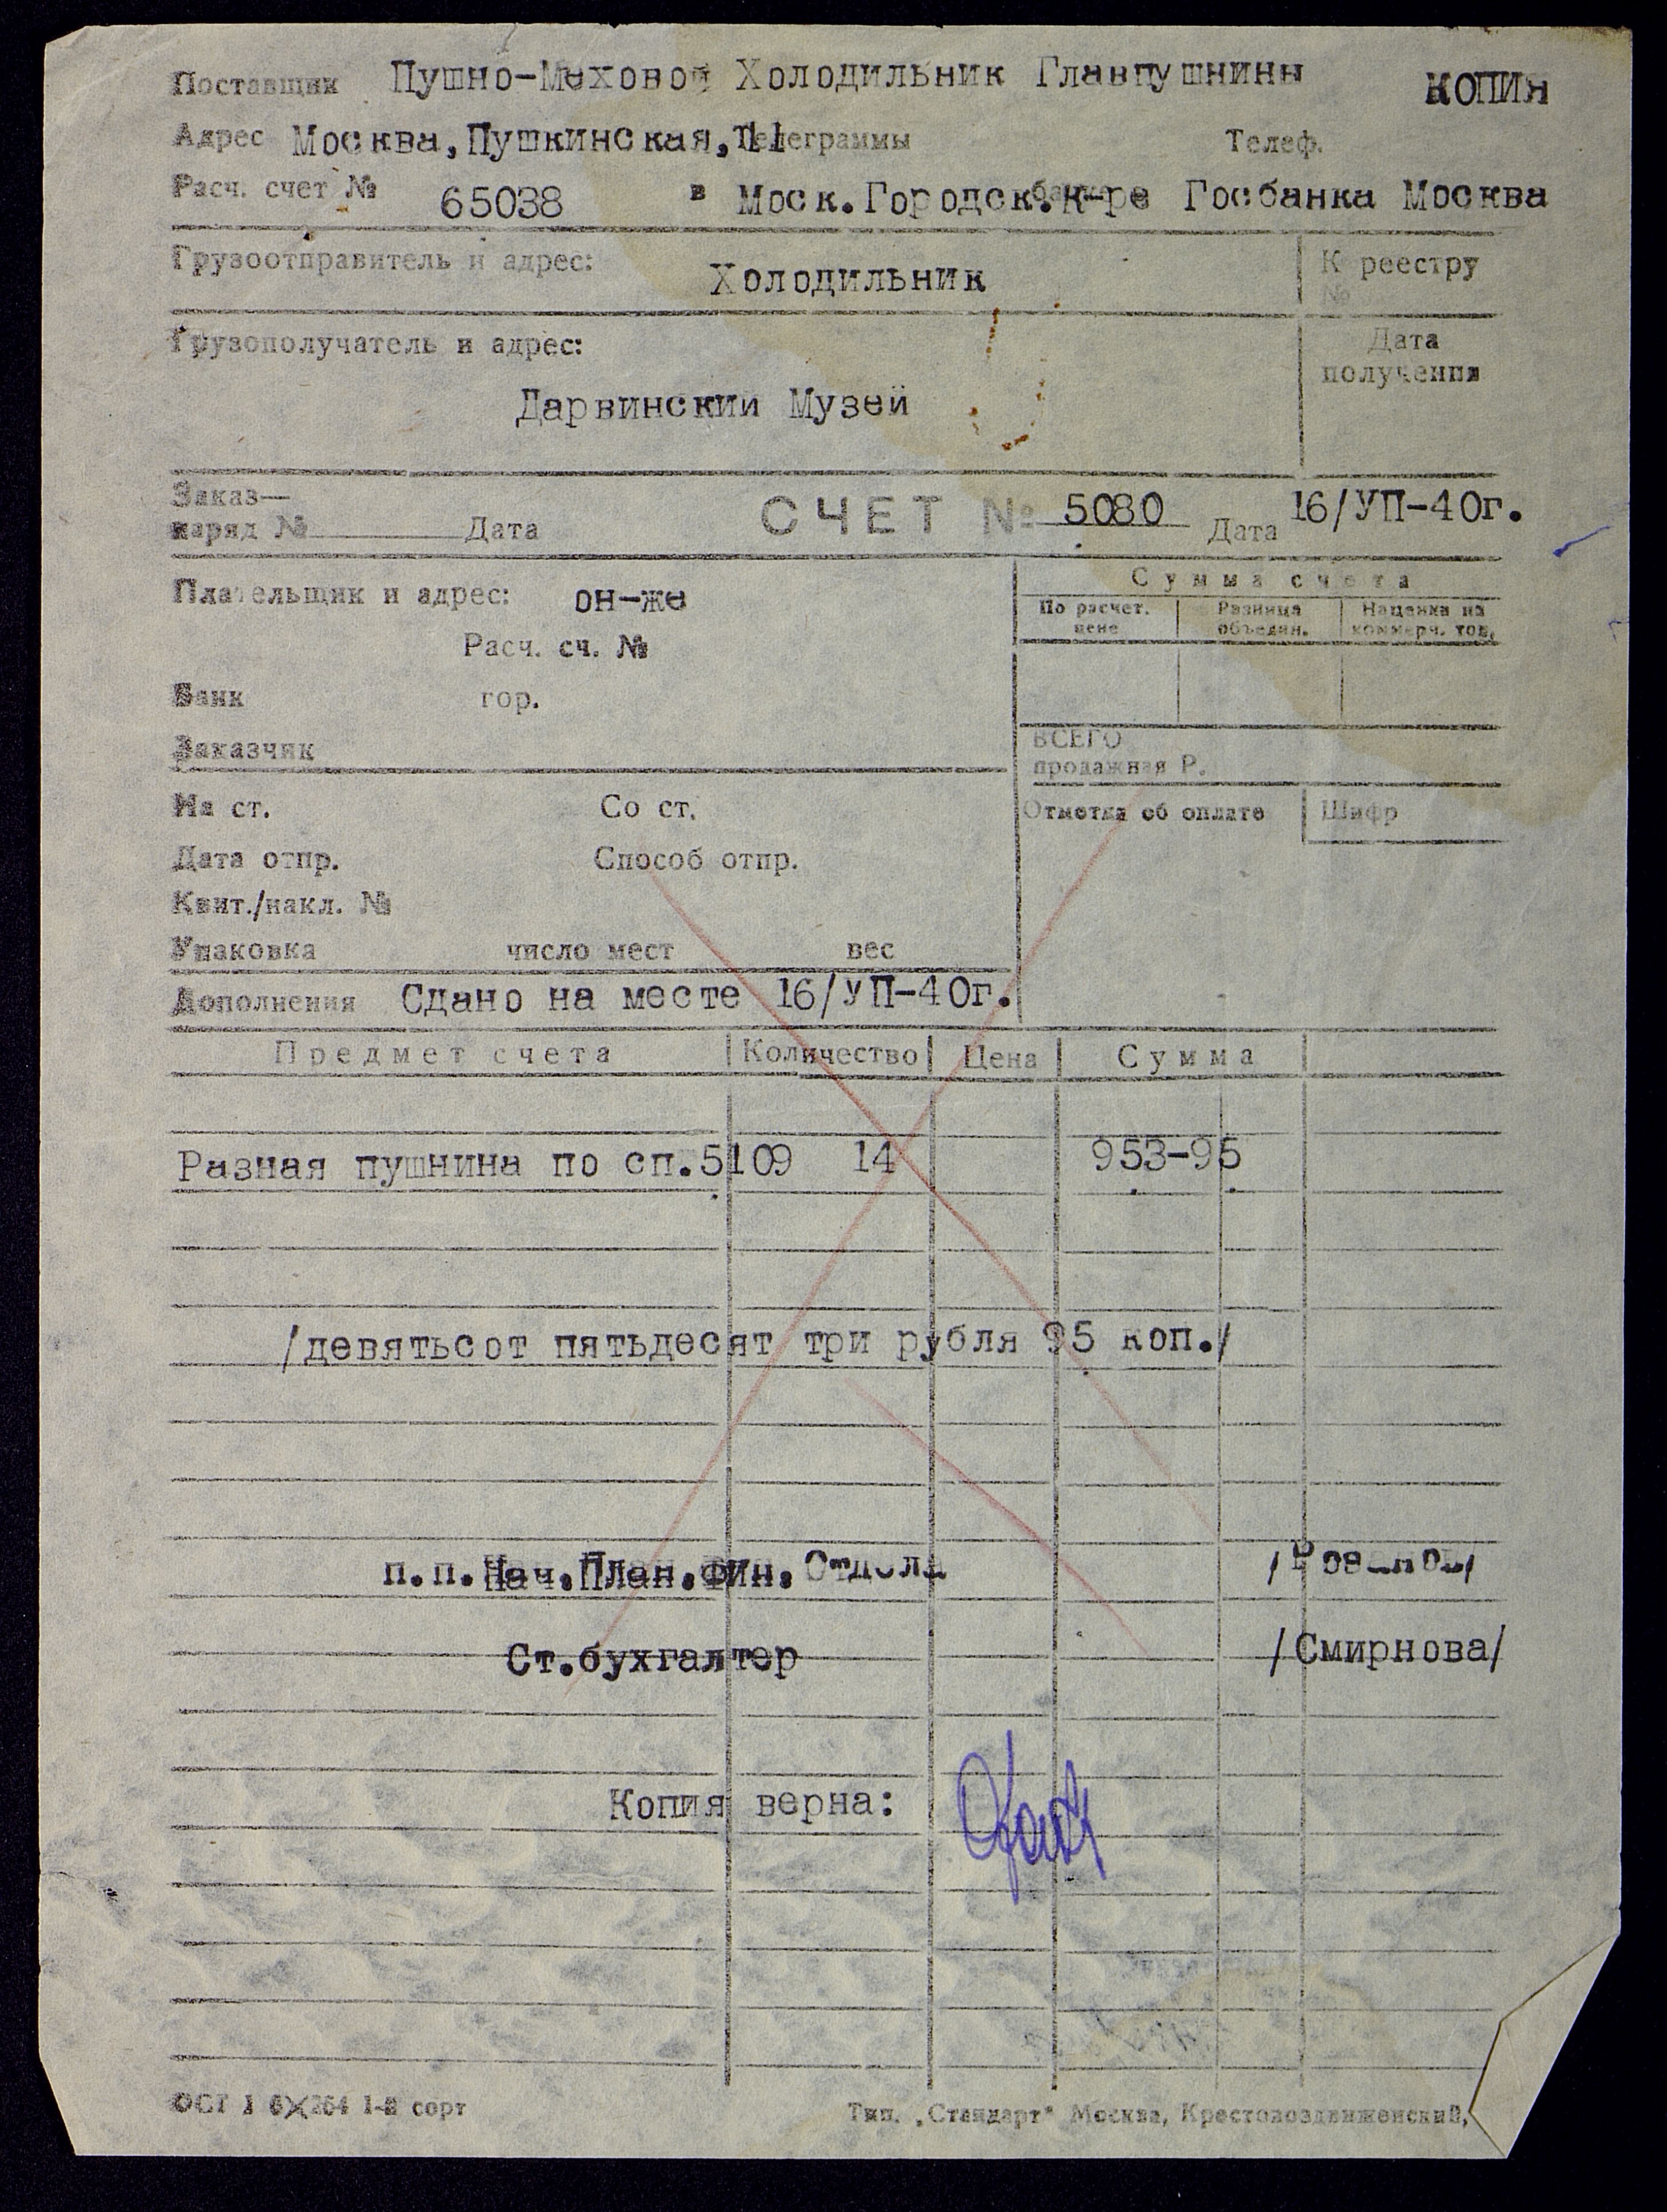 Поставщик Пушно-Меховой Холодильник Главпушнины КОПИЯ
Адрес Москва, Пушкинская, 11 Телеграммы Телеф.
Расч. счет № 65038 в Моск. Городск. к-ре Госбанка Москва
Грузоотправитель и адрес: Холодильник К реестру №
Грузополучатель и адрес: Дата получения
Дарвинский Музей
Заказ—
наряд № Дата СЧЕТ № 5080 Дата 16/УП-40г.
Плательщик и адрес: он-же
Сумма счета
По расчет. цене Разница объедин. Наценка на коммерч. тов.
Расч. сч. №
Банк гор.
Заказчик
ВСЕГО
продажная Р.
На ст. Со ст. Отметка об оплате Шифр
Дата отпр. Способ отпр.
Квит./накл. №
Упаковка число мест вес
Дополнения Сдано на месте 16/УП-40г.
Предмет счета Количество Цена Сумма
Разная пушнина по сп.5109 14 953-95
/девятьсот пятьдесят три рубля 95 коп./
п.п. Нач. План. Фин. Отдела
Ст. бухгалтер /Смирнова/
Копия верна:
ОСТ 1-й сорт
Тип. „Стандарт" Москва, Крестовоздвиженский,